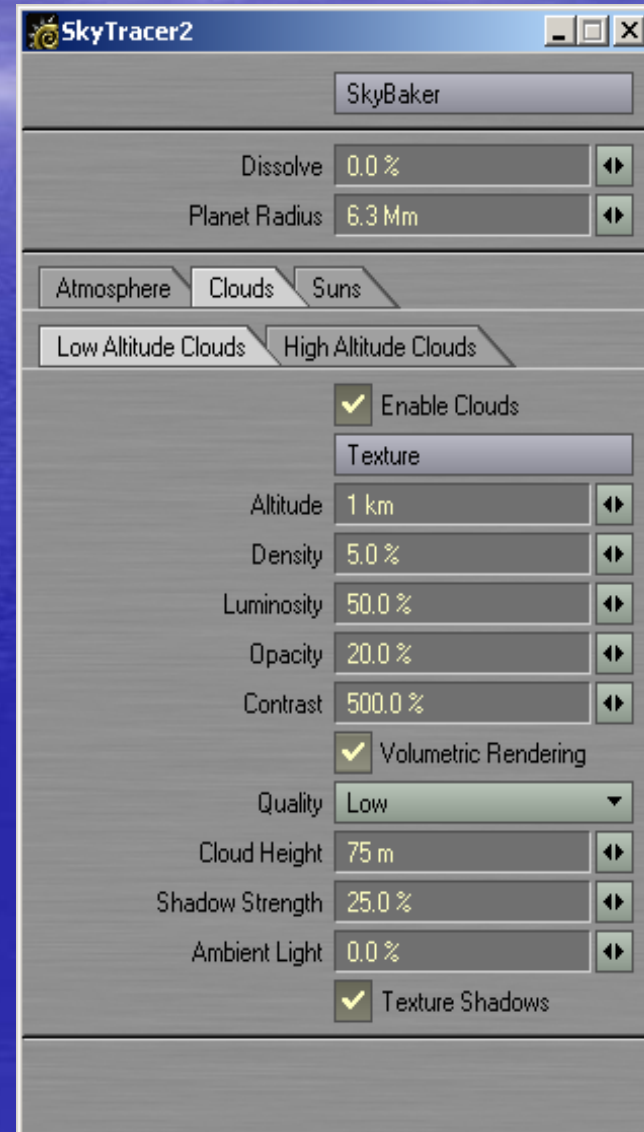 SkyTracer2
SkyBaker
Dissolve 0.0 %
Planet Radius 6.3 Mm
Atmosphere Clouds Suns
Low Altitude Clouds High Altitude Clouds
Enable Clouds
Texture
Altitude 1 km
Density 5.0 %
Luminosity 50.0 %
Opacity 20.0 %
Contrast 500.0 %
Volumetric Rendering
Quality Low
Cloud Height 75 m
Shadow Strength 25.0 %
Ambient Light 0.0 %
Texture Shadows